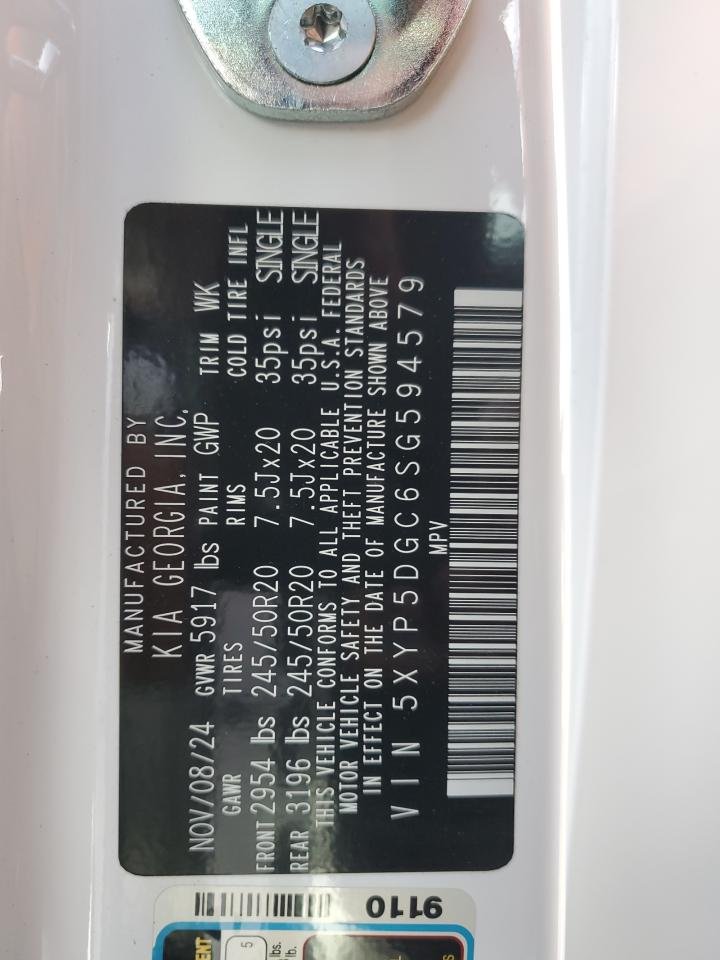 MANUFACTURED BY
KIA GEORGIA, INC.
NOV/08/24 GVWR 5917 lbs PAINT GWP TRIM WK
GAWR TIRES RIMS COLD TIRE INFL
FRONT 2954 lbs 245/50R20 7.5Jx20 35psi SINGLE
REAR 3196 lbs 245/50R20 7.5Jx20 35psi SINGLE
THIS VEHICLE CONFORMS TO ALL APPLICABLE U.S.A. FEDERAL
MOTOR VEHICLE SAFETY AND THEFT PREVENTION STANDARDS
IN EFFECT ON THE DATE OF MANUFACTURE SHOWN ABOVE
VIN 5XYP5DGC6SG594579
MPV
9110
5
lbs.
lb.